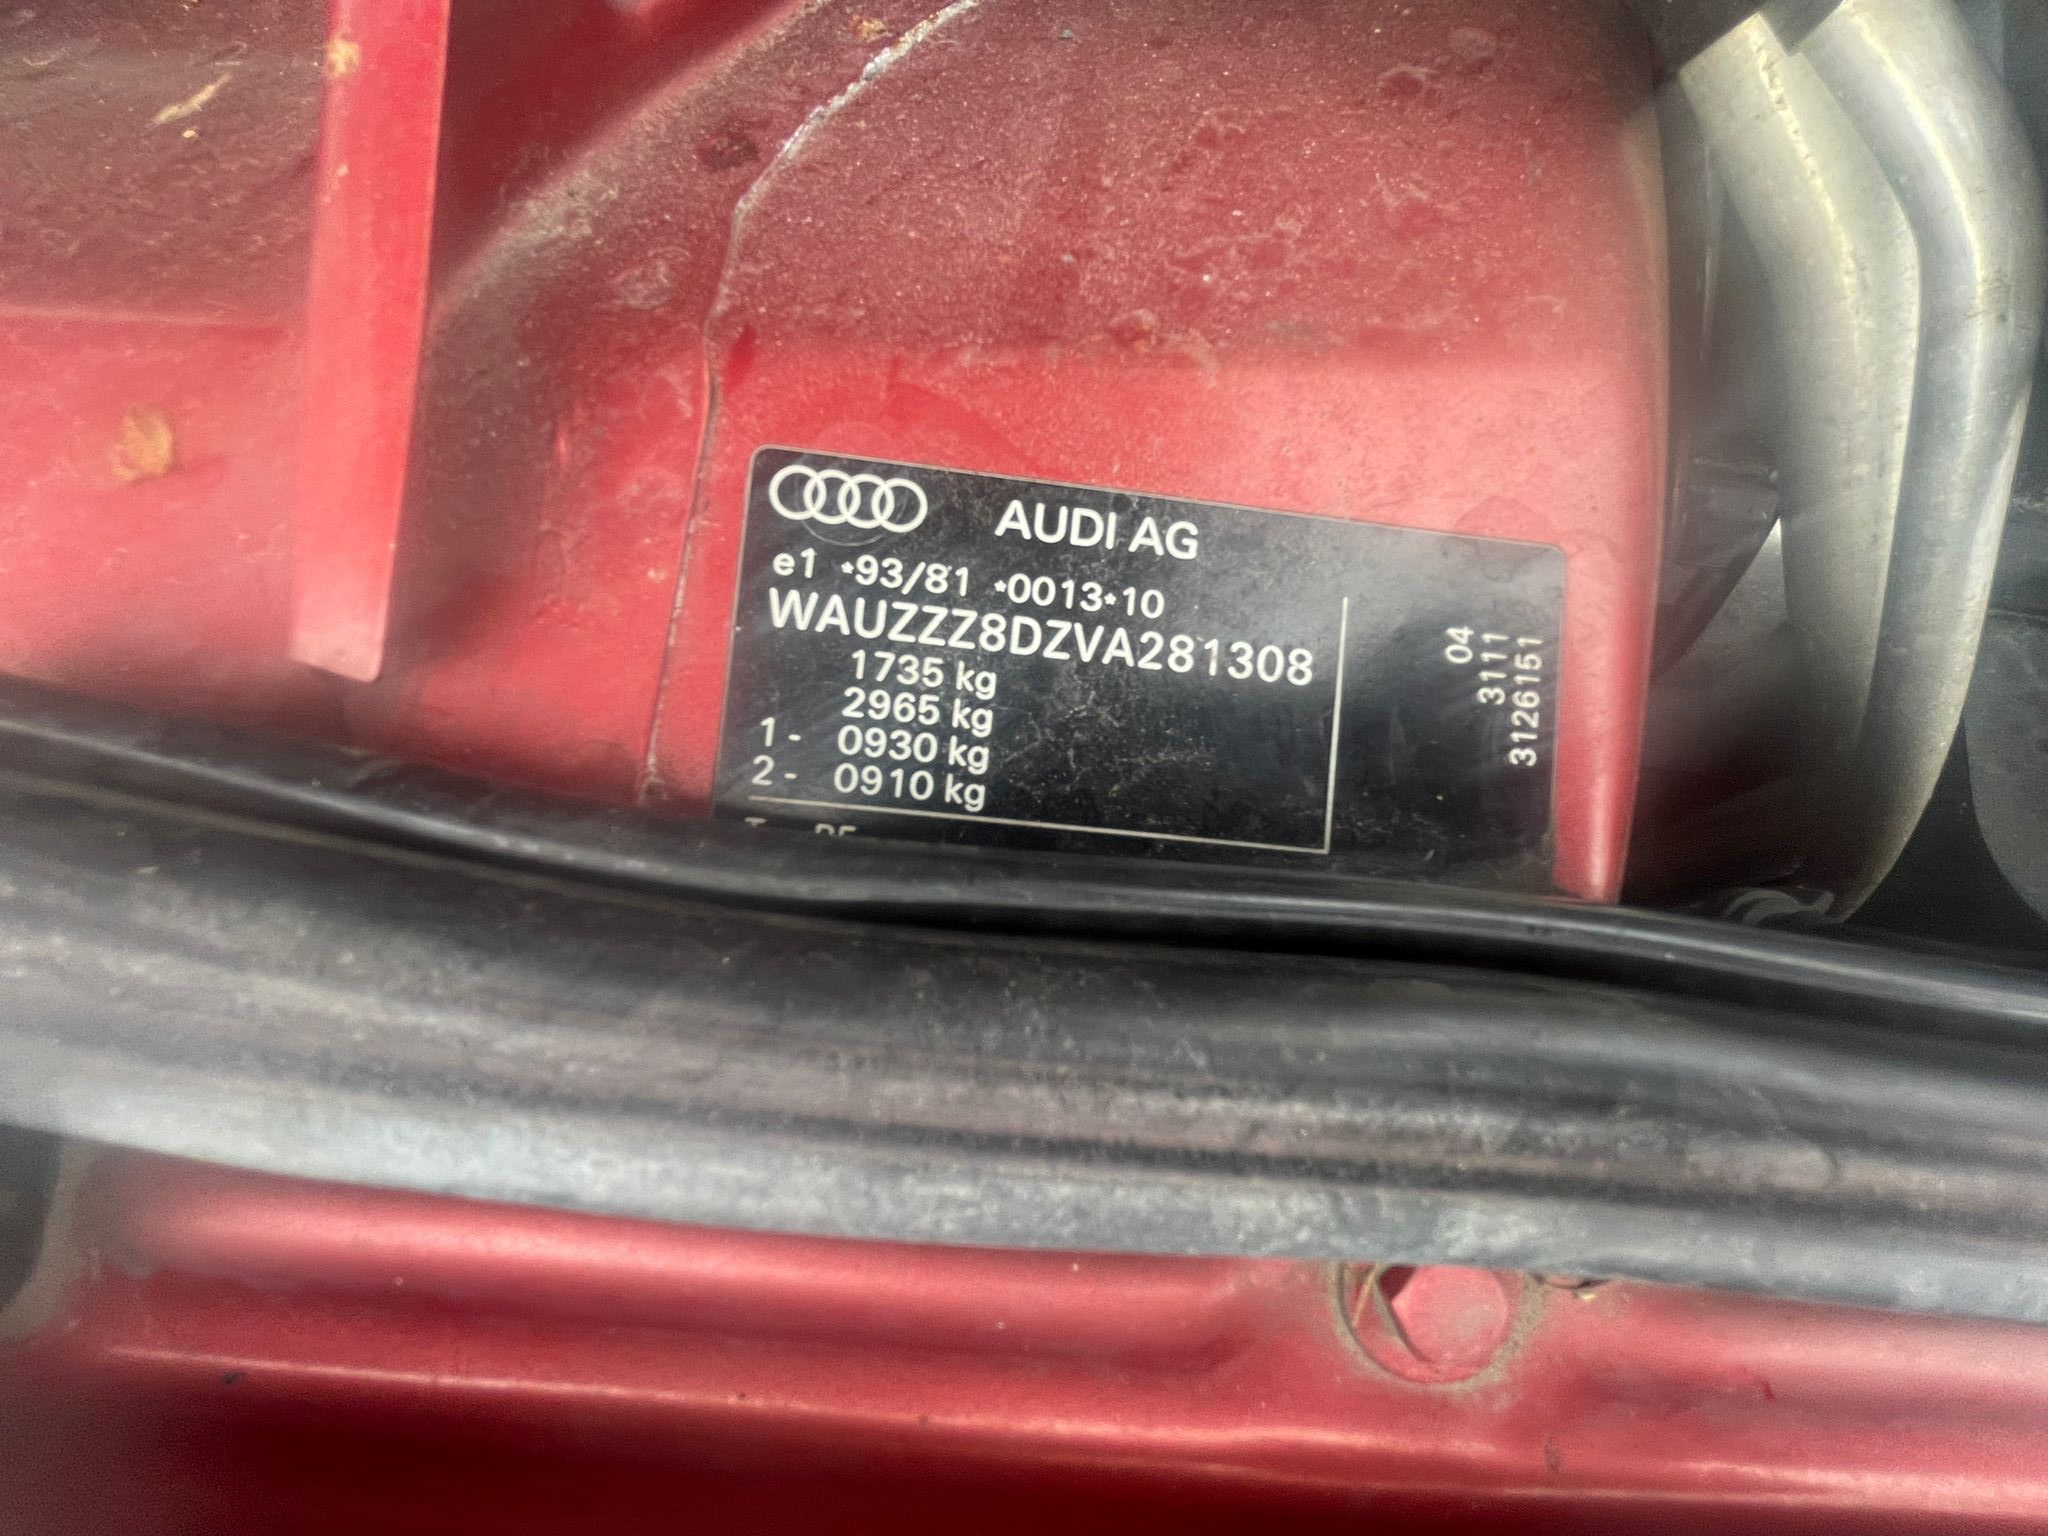 AUDI AG
e1 *93/81 *0013*10
WAUZZZ8DZVA281308
1735 kg
2965 kg
1- 0930 kg
2- 0910 kg
04
3111
3126151